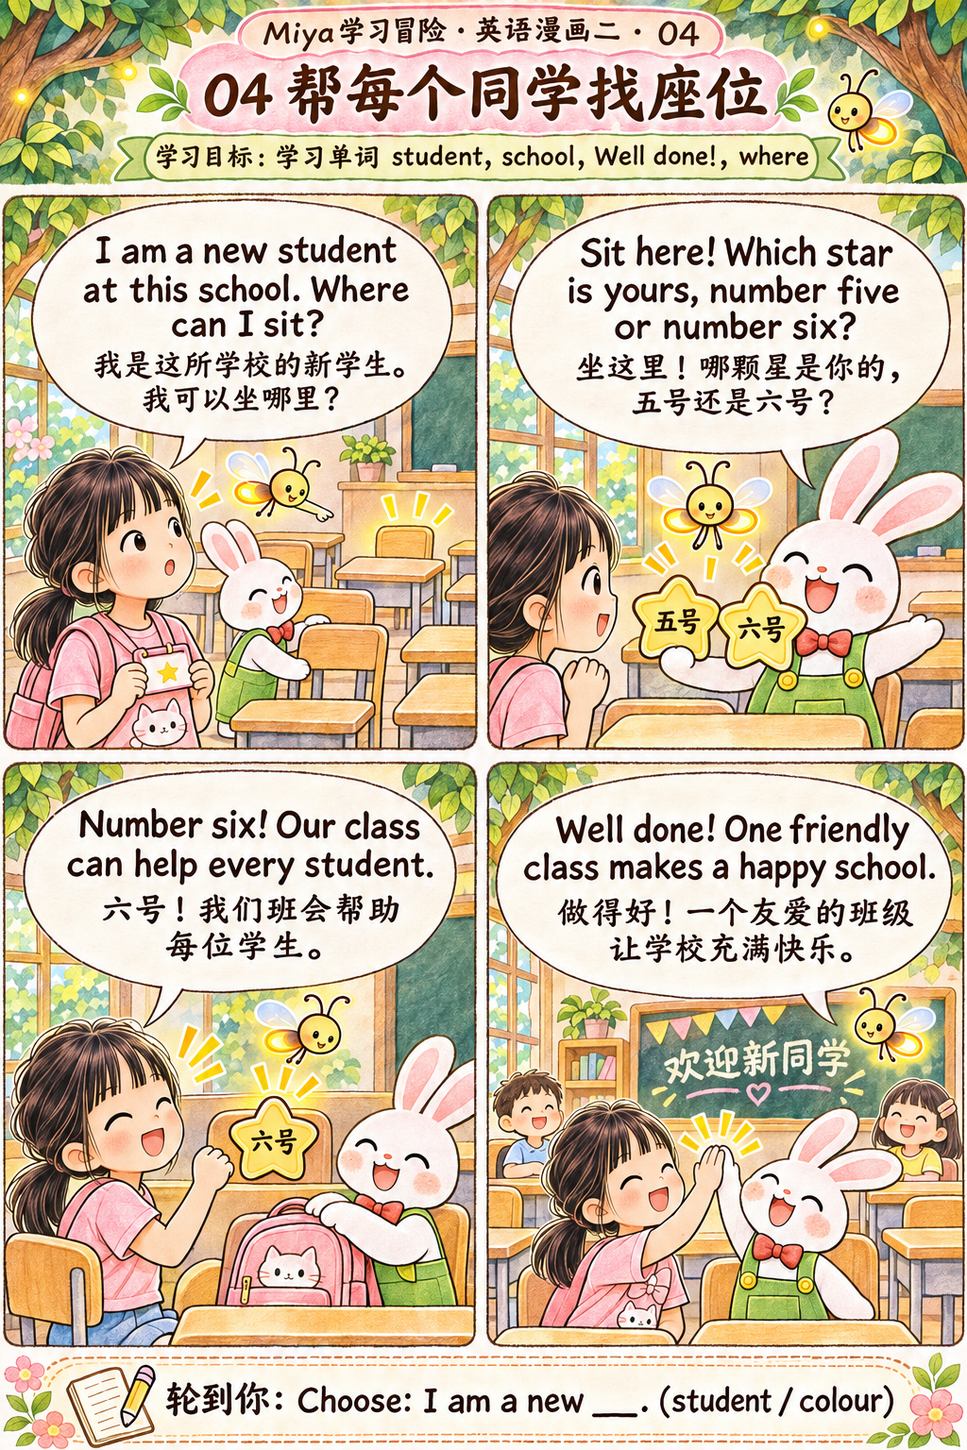 Miya学习冒险·英语漫画二·04
04 帮每个同学找座位
学习目标：学习单词 student, school, Well done!, where
I am a new student
at this school. Where
can I sit?
我是这所学校的新学生。
我可以坐哪里？
Sit here! Which star
is yours, number five
or number six?
坐这里！哪颗星是你的，
五号还是六号？
五号
六号
Number six! Our class
can help every student.
六号！我们班会帮助
每位学生。
六号
Well done! One friendly
class makes a happy school.
做得好！一个友爱的班级
让学校充满快乐。
欢迎新同学
轮到你：Choose: I am a new ___. (student / colour)